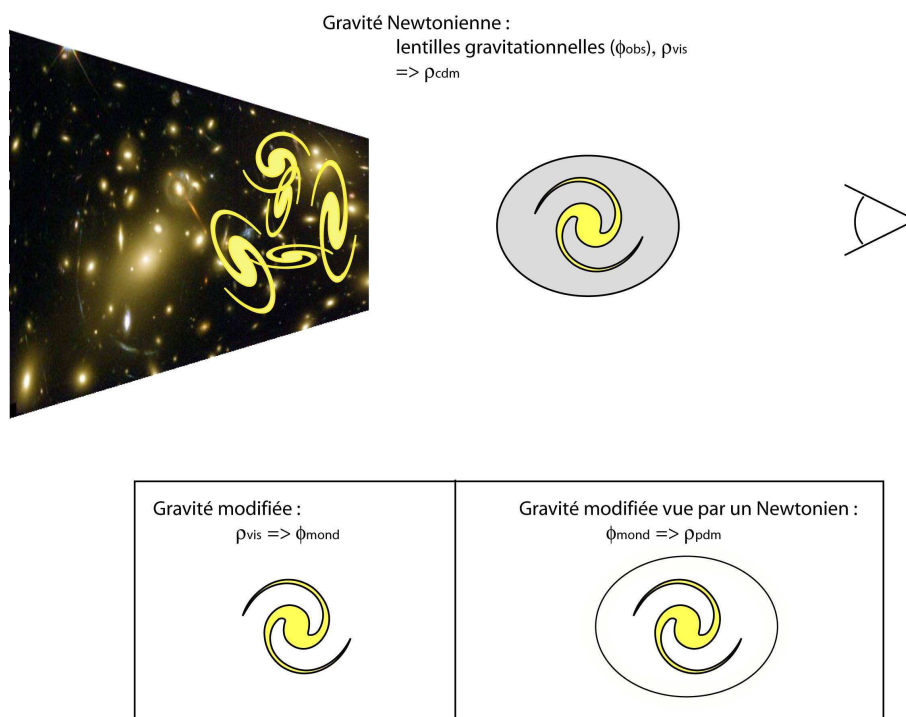 Gravité Newtonienne :
lentilles gravitationnelles (ϕobs), ρvis
=> ρcdm
Gravité modifiée :
ρvis => ϕmond
Gravité modifiée vue par un Newtonien :
ϕmond => ρpdm